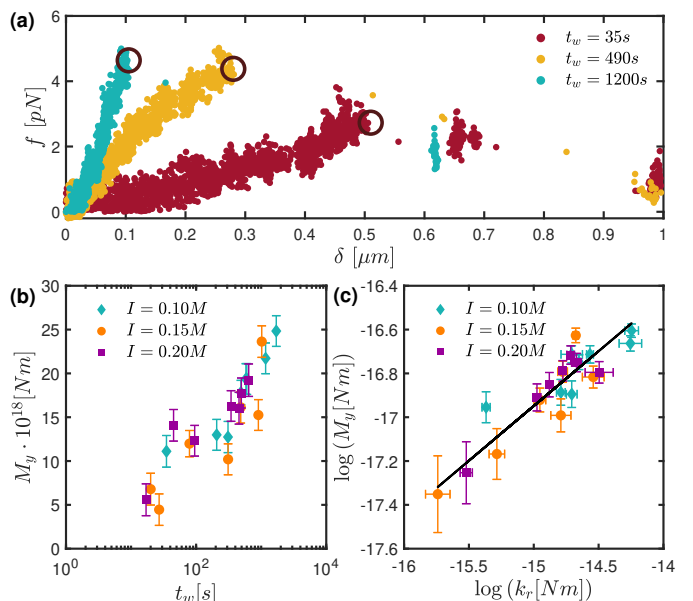 (a)
t_w = 35s
t_w = 490s
t_w = 1200s
f [pN]
6
4
2
0
0 0.1 0.2 0.3 0.4 0.5 0.6 0.7 0.8 0.9 1
δ [μm]
(b)
I = 0.10M
I = 0.15M
I = 0.20M
M_y · 10^18 [Nm]
30
25
20
15
10
5
0
10^0 10^2 10^4
t_w[s]
(c)
I = 0.10M
I = 0.15M
I = 0.20M
log (M_y[Nm])
-16.4
-16.6
-16.8
-17
-17.2
-17.4
-17.6
-16 -15.5 -15 -14.5 -14
log (k_r[Nm])